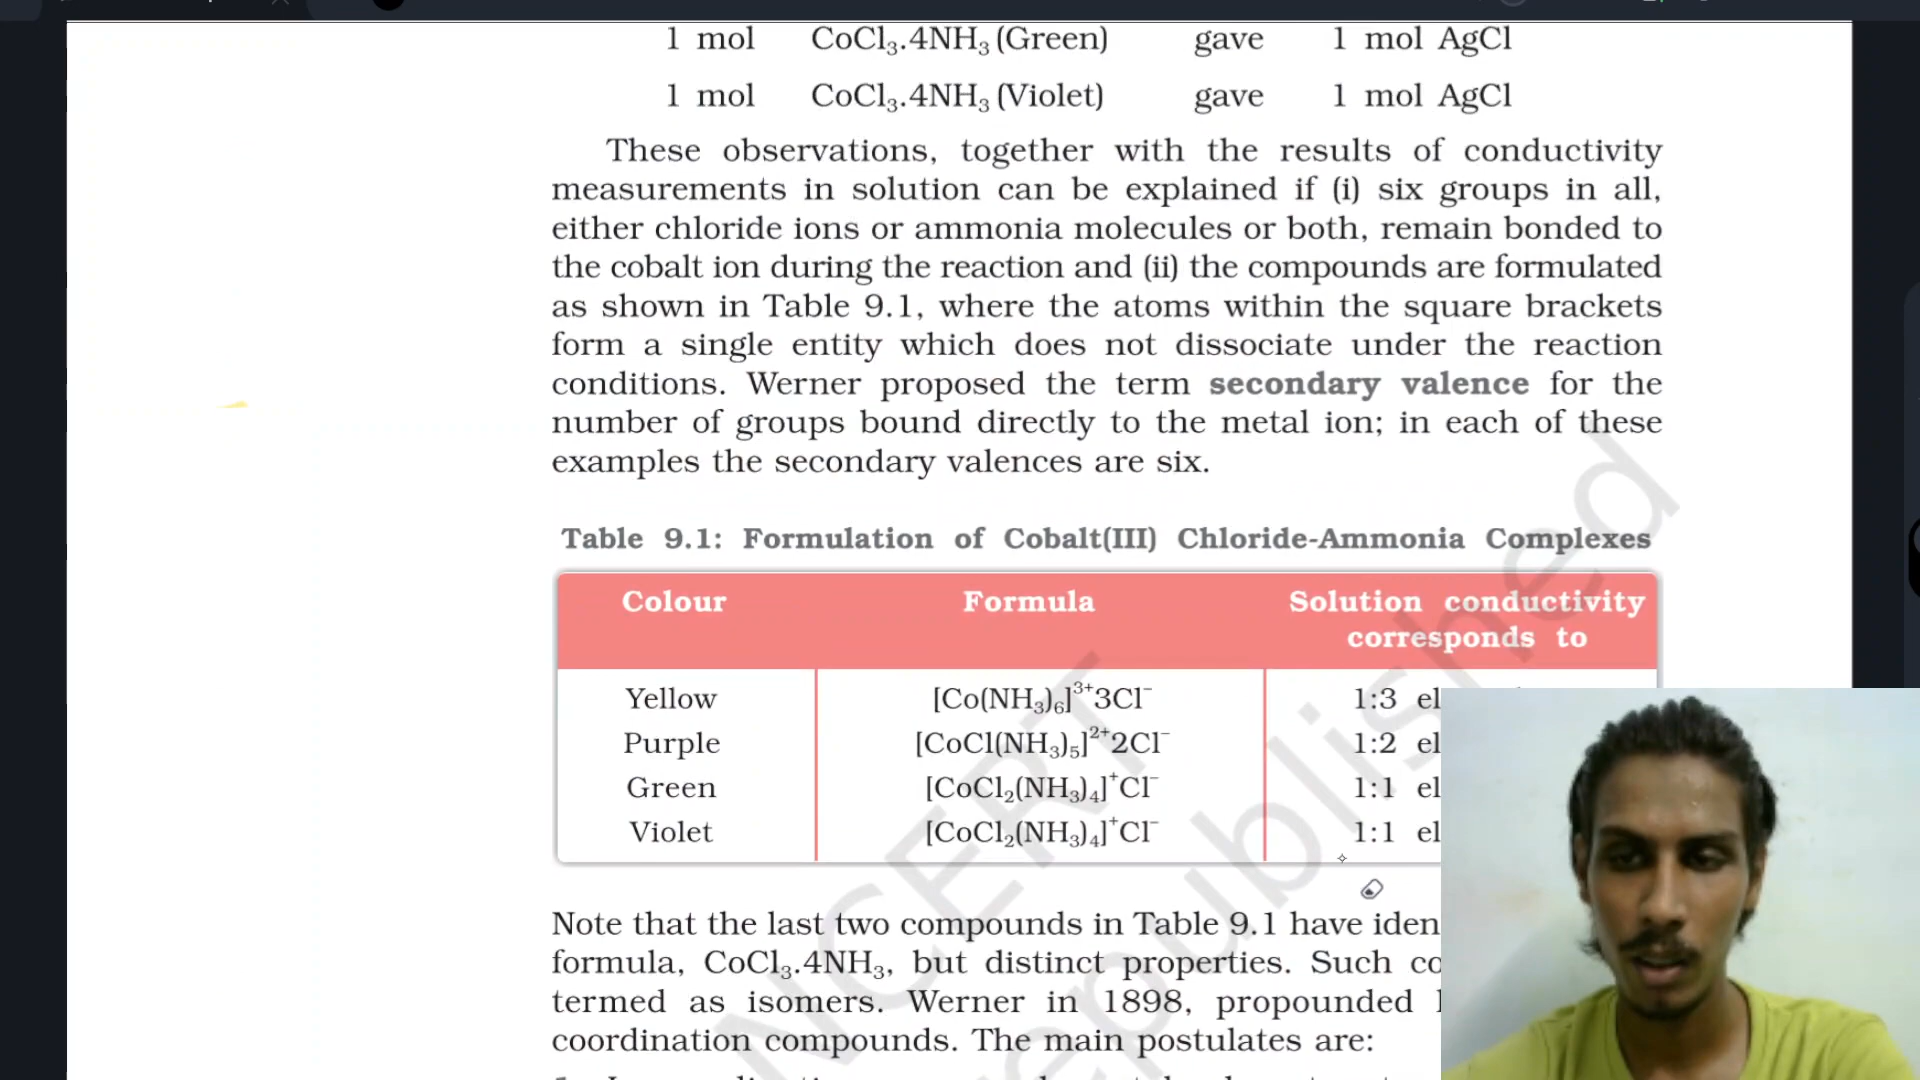 1 mol CoCl₃.4NH₃ (Green) gave 1 mol AgCl
1 mol CoCl₃.4NH₃ (Violet) gave 1 mol AgCl
These observations, together with the results of conductivity
measurements in solution can be explained if (i) six groups in all,
either chloride ions or ammonia molecules or both, remain bonded to
the cobalt ion during the reaction and (ii) the compounds are formulated
as shown in Table 9.1, where the atoms within the square brackets
form a single entity which does not dissociate under the reaction
conditions. Werner proposed the term secondary valence for the
number of groups bound directly to the metal ion; in each of these
examples the secondary valences are six.
Table 9.1: Formulation of Cobalt(III) Chloride-Ammonia Complexes
Colour Formula Solution conductivity
corresponds to
Yellow [Co(NH₃)₆]³⁺3Cl⁻ 1:3 el
Purple [CoCl(NH₃)₅]²⁺2Cl⁻ 1:2 el
Green [CoCl₂(NH₃)₄]⁺Cl⁻ 1:1 el
Violet [CoCl₂(NH₃)₄]⁺Cl⁻ 1:1 el
Note that the last two compounds in Table 9.1 have iden
formula, CoCl₃.4NH₃, but distinct properties. Such co
termed as isomers. Werner in 1898, propounded
coordination compounds. The main postulates are:
NCERT
republished